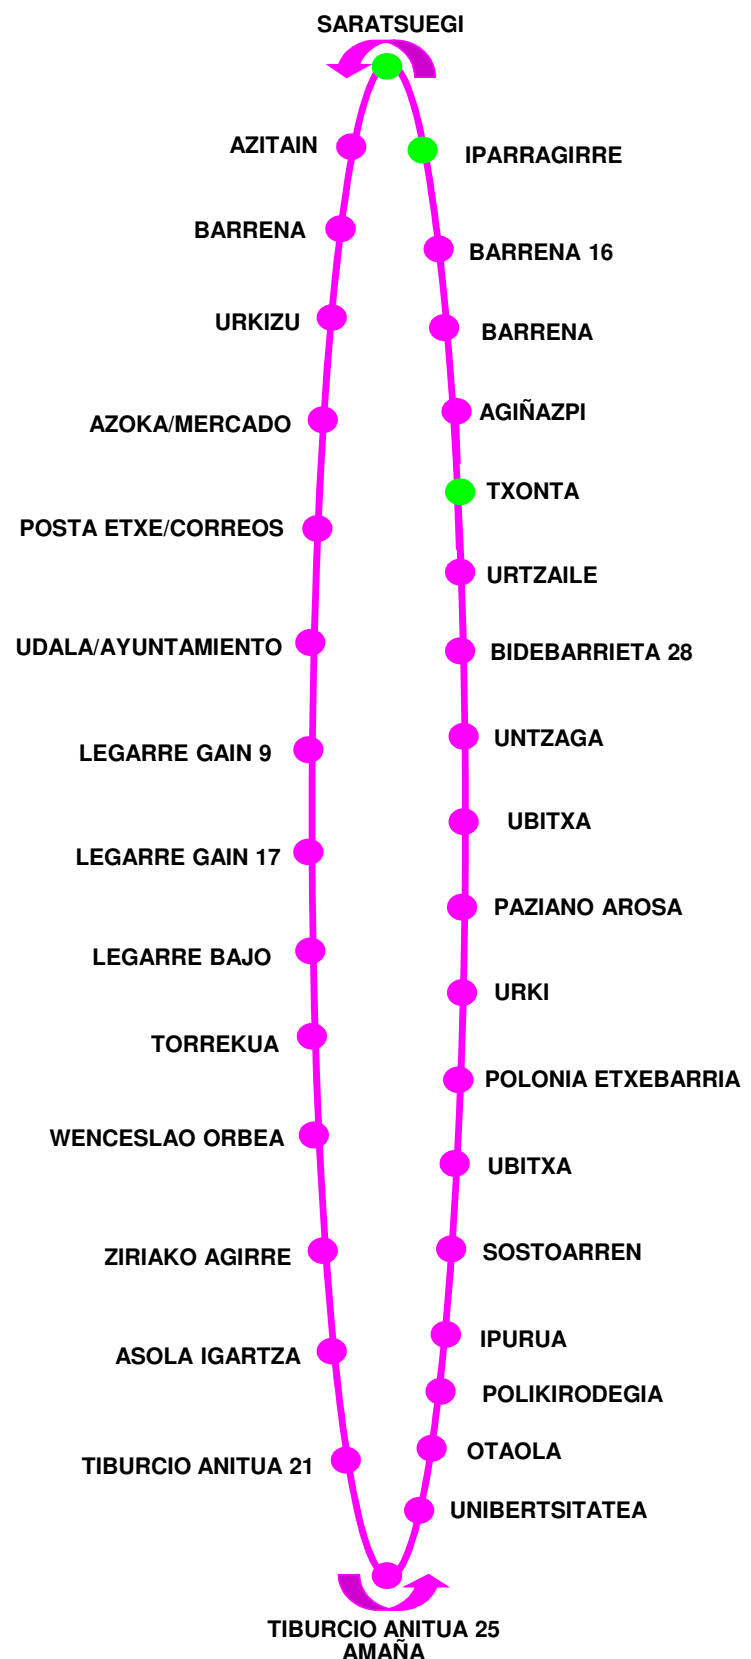 SARATSUEGI
AZITAIN
IPARRAGIRRE
BARRENA
BARRENA 16
URKIZU
BARRENA
AZOKA/MERCADO
AGIÑAZPI
TXONTA
POSTA ETXE/CORREOS
URTZAILE
UDALA/AYUNTAMIENTO
BIDEBARRIETA 28
UNTZAGA
LEGARRE GAIN 9
UBITXA
LEGARRE GAIN 17
PAZIANO AROSA
LEGARRE BAJO
URKI
TORREKUA
POLONIA ETXEBARRIA
WENCESLAO ORBEA
UBITXA
ZIRIAKO AGIRRE
SOSTOARREN
IPURUA
ASOLA IGARTZA
POLIKIRODEGIA
OTAOLA
TIBURCIO ANITUA 21
UNIBERTSITATEA
TIBURCIO ANITUA 25
AMAÑA